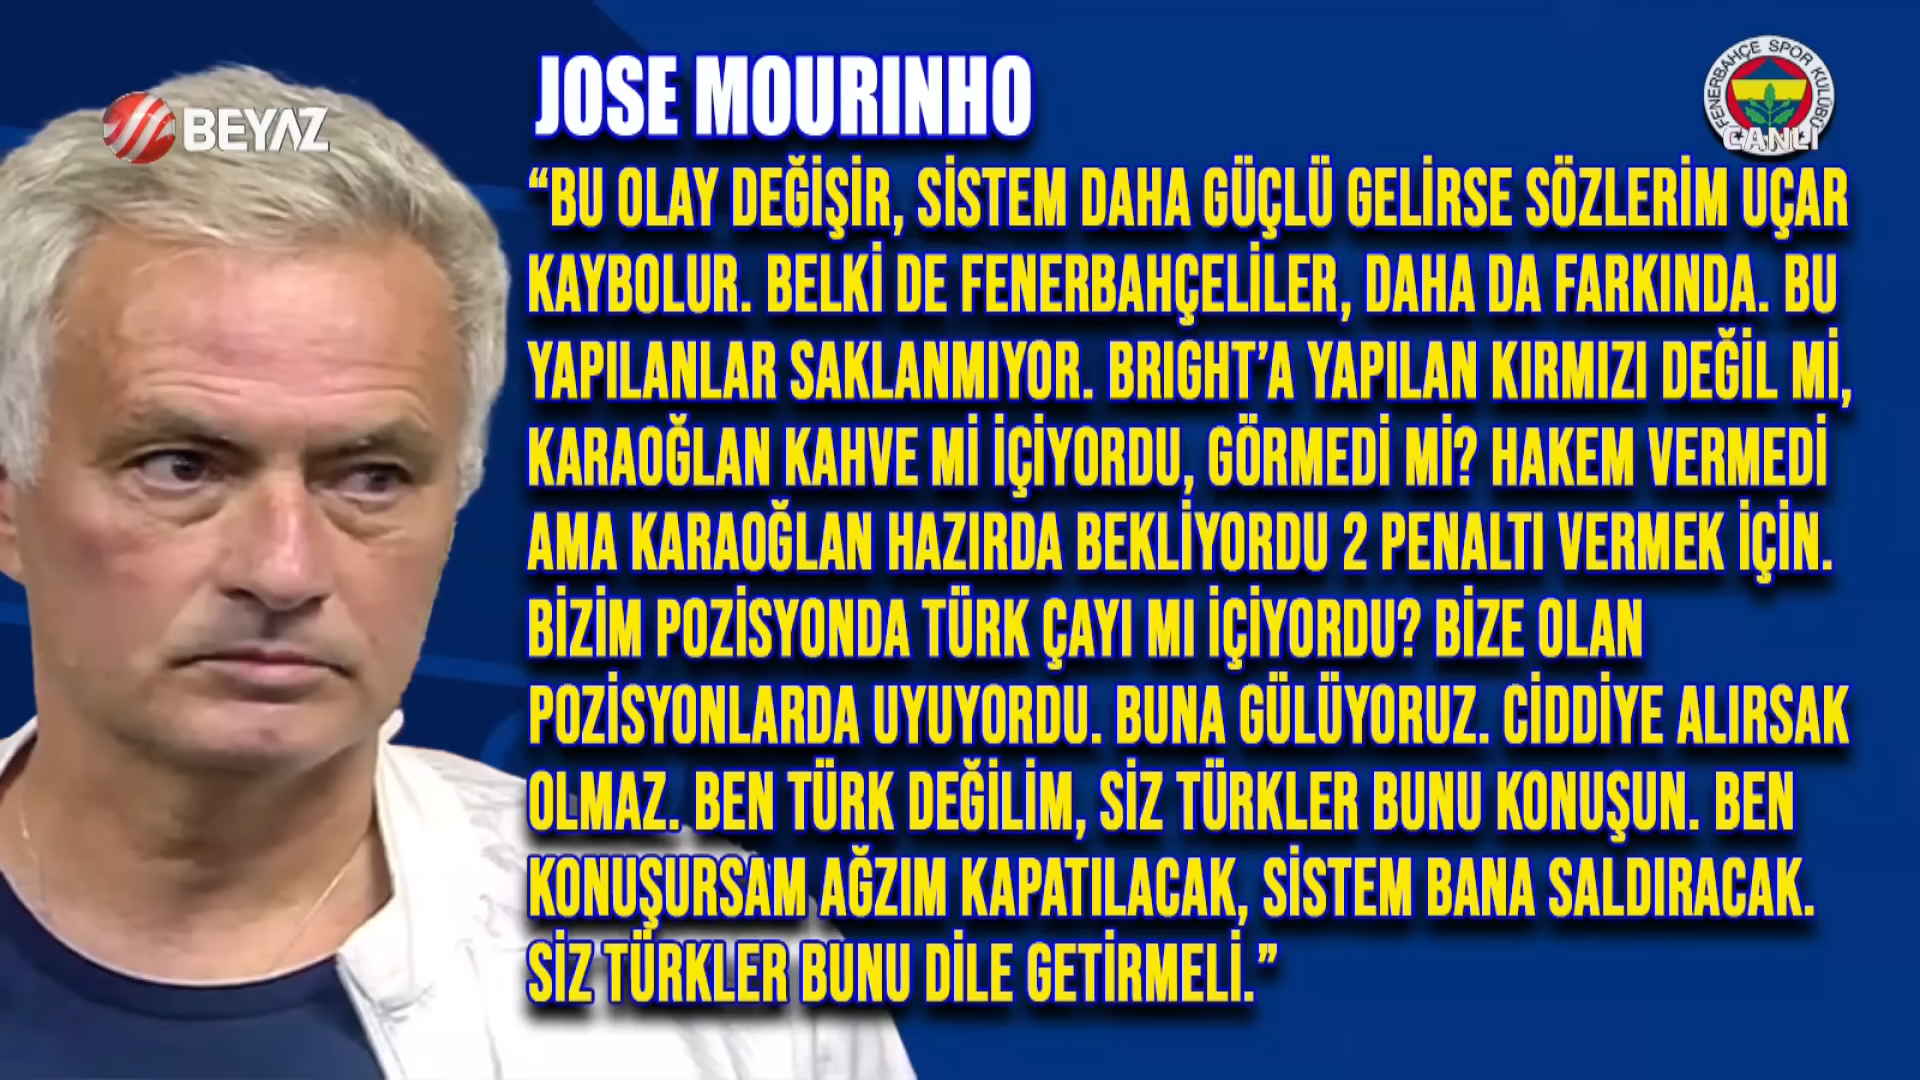 JOSE MOURINHO
BEYAZ
FENERBAHÇE SPOR KULÜBÜ
CANLI
“BU OLAY DEĞİŞİR, SİSTEM DAHA GÜÇLÜ GELİRSE SÖZLERİM UÇAR
KAYBOLUR. BELKİ DE FENERBAHÇELİLER, DAHA DA FARKINDA. BU
YAPILANLAR SAKLANMIYOR. BRIGHT’A YAPILAN KIRMIZI DEĞİL Mİ,
KARAOĞLAN KAHVE Mİ İÇİYORDU, GÖRMEDİ Mİ? HAKEM VERMEDİ
AMA KARAOĞLAN HAZIRDA BEKLİYORDU 2 PENALTI VERMEK İÇİN.
BİZİM POZİSYONDA TÜRK ÇAYI MI İÇİYORDU? BİZE OLAN
POZİSYONLARDA UYUYORDU. BUNA GÜLÜYORUZ. CİDDİYE ALIRSAK
OLMAZ. BEN TÜRK DEĞİLİM, SİZ TÜRKLER BUNU KONUŞUN. BEN
KONUŞURSAM AĞZIM KAPATILACAK, SİSTEM BANA SALDIRACAK.
SİZ TÜRKLER BUNU DİLE GETİRMELİ.”